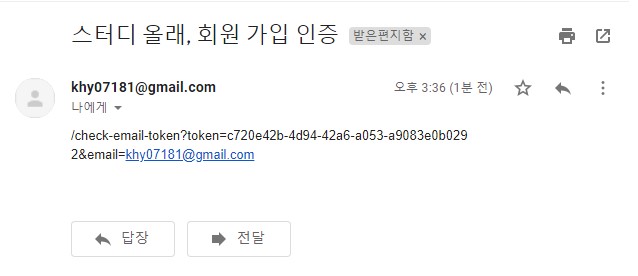 스터디 올래, 회원 가입 인증 받은편지함 x
khy07181@gmail.com 오후 3:36 (1분 전)
나에게
/check-email-token?token=c720e42b-4d94-42a6-a053-a9083e0b029
2&email=khy07181@gmail.com
답장 전달